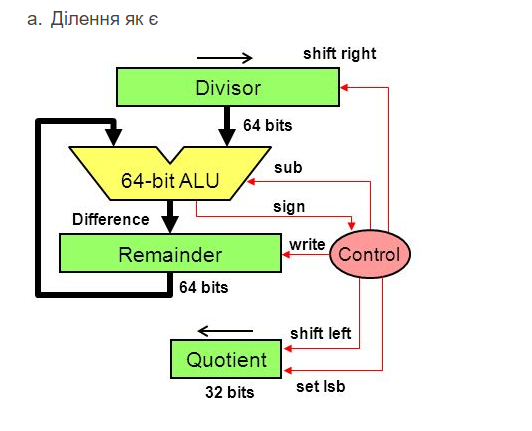 a. Ділення як є
shift right
Divisor
64 bits
64-bit ALU
sub
sign
Difference
Remainder
write
Control
64 bits
shift left
Quotient
32 bits
set lsb